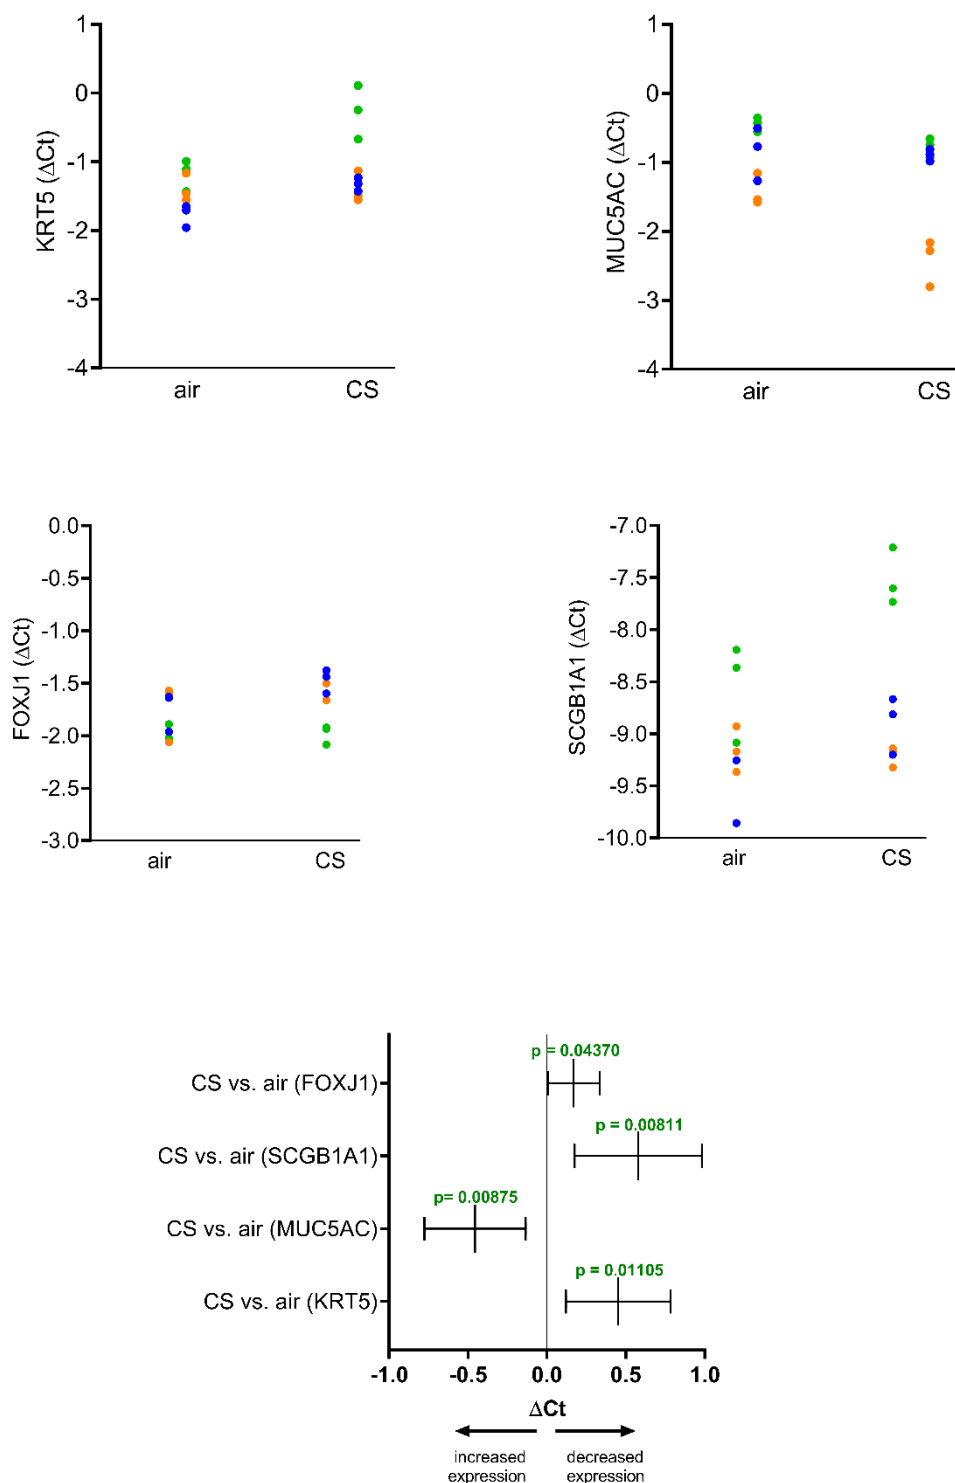 1
0
-1
-2
-3
-4
KRT5 (ΔCt)
air
CS
1
0
-1
-2
-3
-4
MUC5AC (ΔCt)
air
CS
0.0
-0.5
-1.0
-1.5
-2.0
-2.5
-3.0
FOXJ1 (ΔCt)
air
CS
-7.0
-7.5
-8.0
-8.5
-9.0
-9.5
-10.0
SCGB1A1 (ΔCt)
air
CS
p = 0.04370
CS vs. air (FOXJ1)
p = 0.00811
CS vs. air (SCGB1A1)
p= 0.00875
CS vs. air (MUC5AC)
p = 0.01105
CS vs. air (KRT5)
-1.0
-0.5
0.0
0.5
1.0
ΔCt
increased
expression
decreased
expression